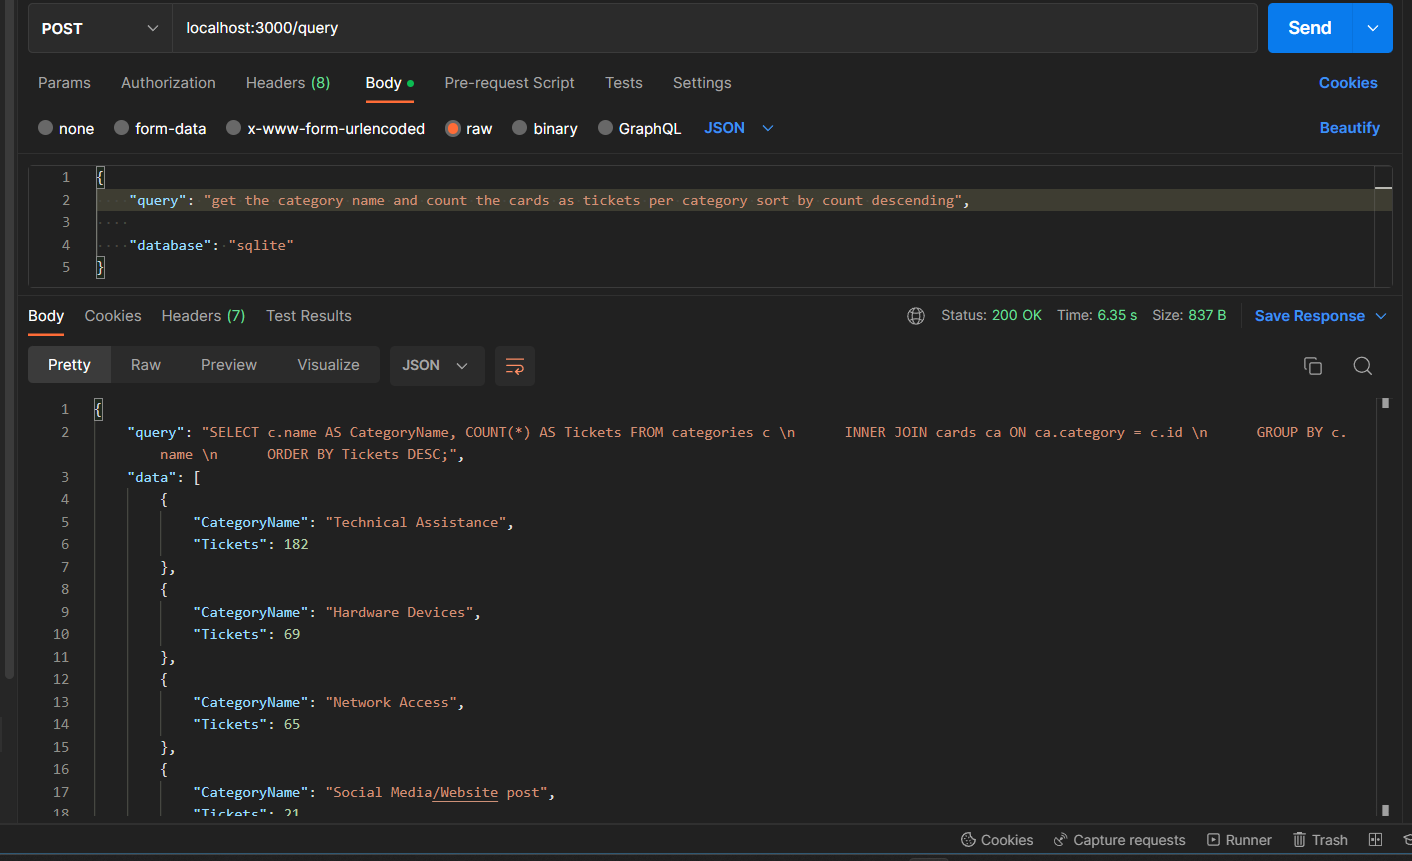 POST localhost:3000/query Send
Params Authorization Headers (8) Body Pre-request Script Tests Settings Cookies
none form-data x-www-form-urlencoded raw binary GraphQL JSON Beautify
1 {
2 "query": "get the category name and count the cards as tickets per category sort by count descending",
3
4 "database": "sqlite"
5 }
Body Cookies Headers (7) Test Results Status: 200 OK Time: 6.35 s Size: 837 B Save Response
Pretty Raw Preview Visualize JSON
1 {
2 "query": "SELECT c.name AS CategoryName, COUNT(*) AS Tickets FROM categories c \n      INNER JOIN cards ca ON ca.category = c.id \n      GROUP BY c.
name \n      ORDER BY Tickets DESC;",
3 "data": [
4 {
5 "CategoryName": "Technical Assistance",
6 "Tickets": 182
7 },
8 {
9 "CategoryName": "Hardware Devices",
10 "Tickets": 69
11 },
12 {
13 "CategoryName": "Network Access",
14 "Tickets": 65
15 },
16 {
17 "CategoryName": "Social Media/Website post",
18 "Tickets": 21
Cookies Capture requests Runner Trash